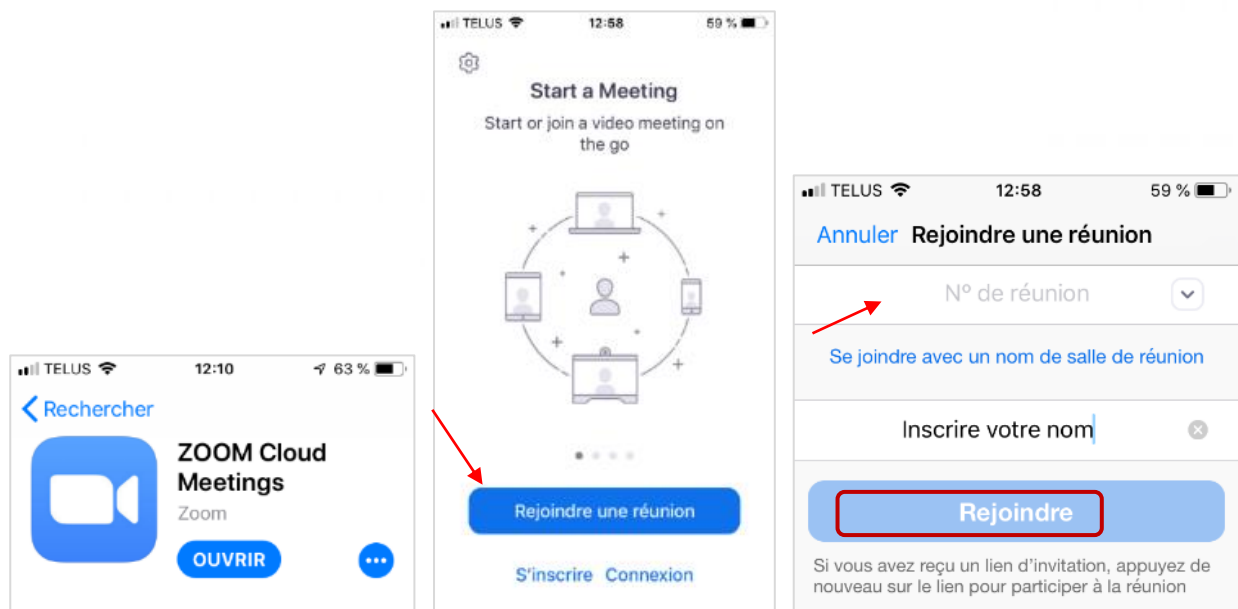 TELUS 12:10 63 %
Rechercher
ZOOM Cloud
Meetings
Zoom
OUVRIR
TELUS 12:58 59 %
Start a Meeting
Start or join a video meeting on
the go
Rejoindre une réunion
S'inscrire Connexion
TELUS 12:58 59 %
Annuler Rejoindre une réunion
N° de réunion
Se joindre avec un nom de salle de réunion
Inscrire votre nom
Rejoindre
Si vous avez reçu un lien d'invitation, appuyez de
nouveau sur le lien pour participer à la réunion